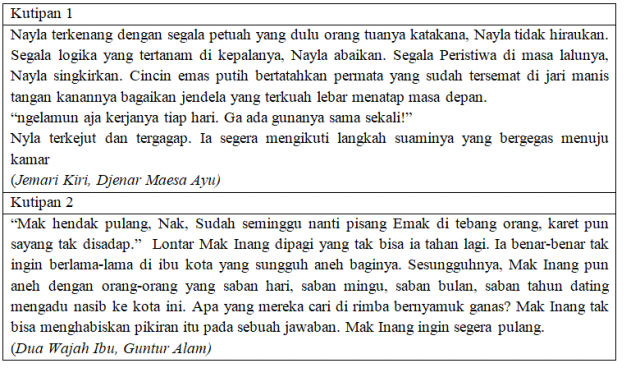 Kutipan 1
Nayla terkenang dengan segala petuah yang dulu orang tuanya katakana, Nayla tidak hiraukan.
Segala logika yang tertanam di kepalanya, Nayla abaikan. Segala Peristiwa di masa lalunya,
Nayla singkirkan. Cincin emas putih bertatahkan permata yang sudah tersemat di jari manis
tangan kanannya bagaikan jendela yang terkuah lebar menatap masa depan.
“ngelamun aja kerjanya tiap hari. Ga ada gunanya sama sekali!”
Nyla terkejut dan tergagap. Ia segera mengikuti langkah suaminya yang bergegas menuju
kamar
(Jemari Kiri, Djenar Maesa Ayu)
Kutipan 2
“Mak hendak pulang, Nak, Sudah seminggu nanti pisang Emak di tebang orang, karet pun
sayang tak disadap.” Lontar Mak Inang dipagi yang tak bisa ia tahan lagi. Ia benar-benar tak
ingin berlama-lama di ibu kota yang sungguh aneh baginya. Sesungguhnya, Mak Inang pun
aneh dengan orang-orang yang saban hari, saban mingu, saban bulan, saban tahun dating
mengadu nasib ke kota ini. Apa yang mereka cari di rimba bernyamuk ganas? Mak Inang tak
bisa menghabiskan pikiran itu pada sebuah jawaban. Mak Inang ingin segera pulang.
(Dua Wajah Ibu, Guntur Alam)